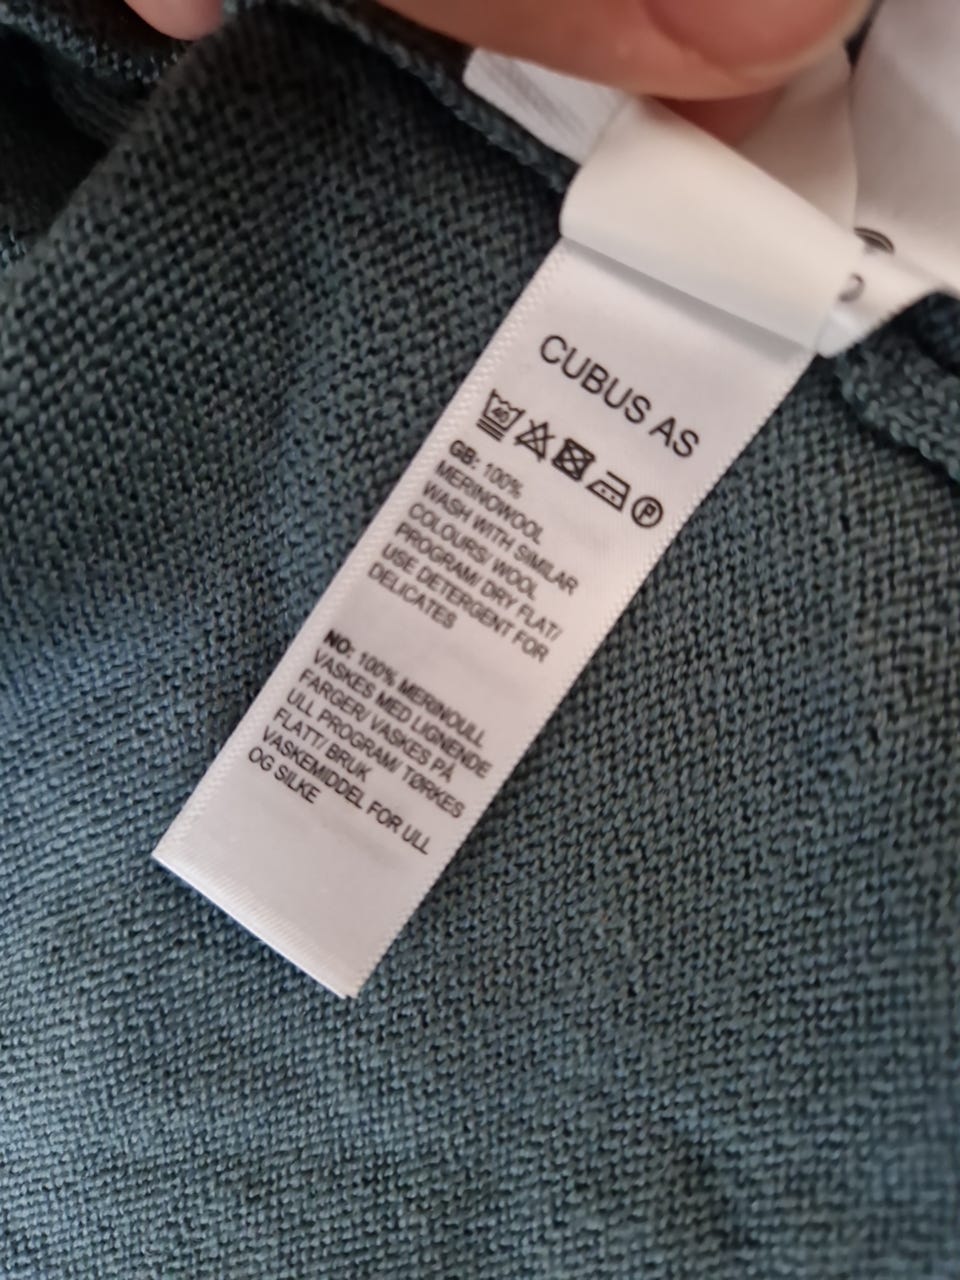 CUBUS AS
40 P
GB: 100%
MERINOWOOL
WASH WITH SIMILAR
COLOURS/ WOOL
PROGRAM/ DRY FLAT/
USE DETERGENT FOR
DELICATES
NO: 100% MERINOULL
VASKES MED LIGNENDE
FARGER/ VASKES PÅ
ULL PROGRAM/ TØRKES
FLATT/ BRUK
VASKEMIDDEL FOR ULL
OG SILKE